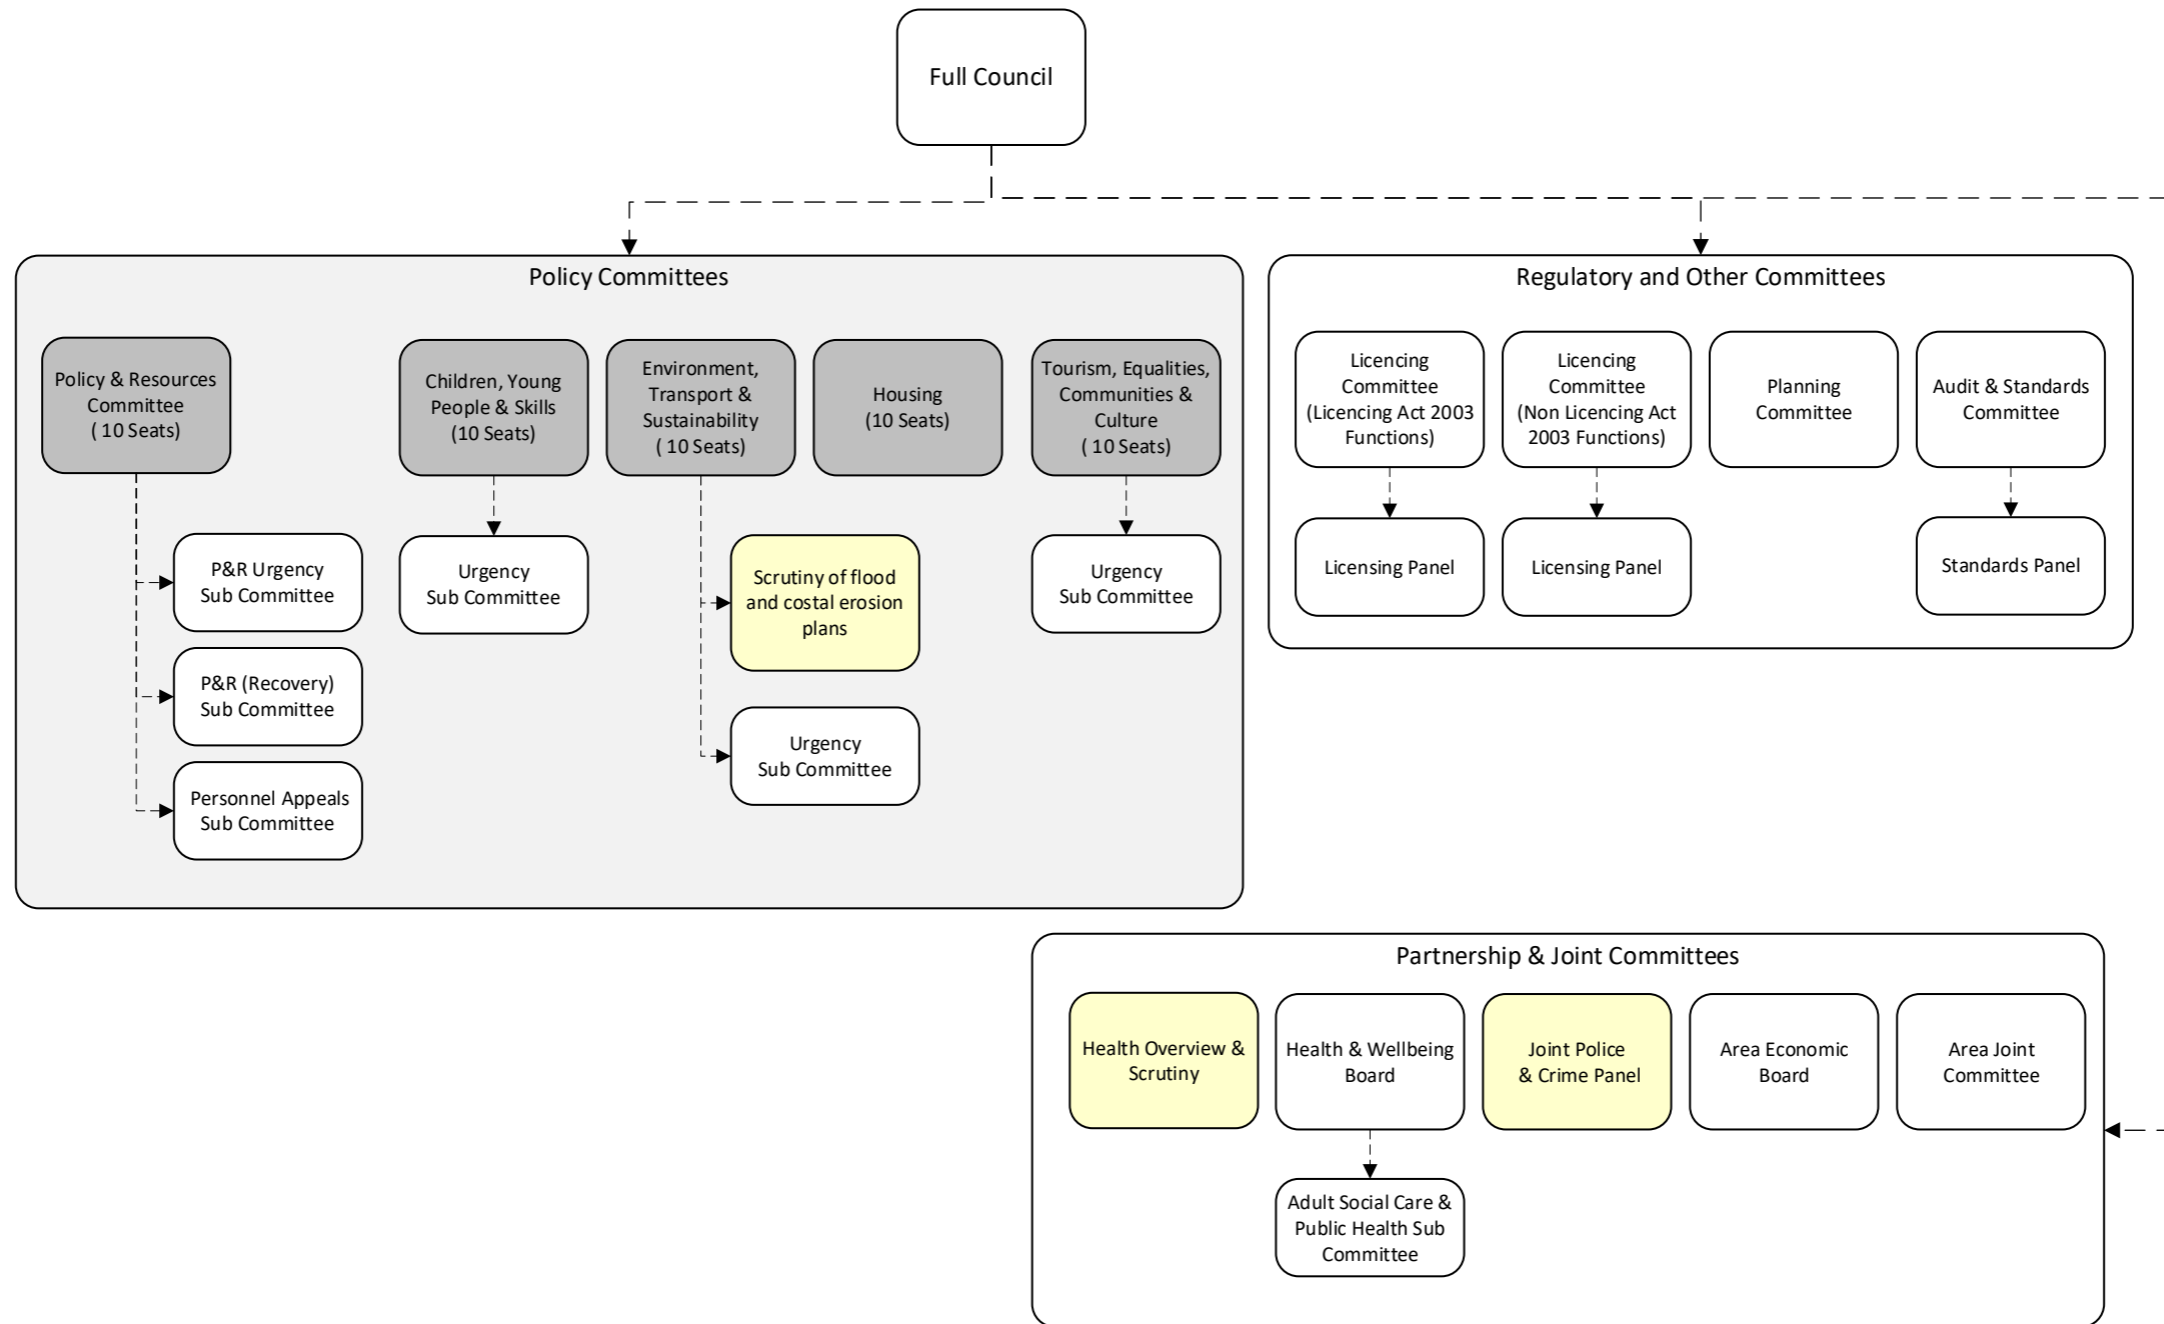 Full Council
Policy Committees
Policy & Resources
Committee
( 10 Seats)
Children, Young
People & Skills
(10 Seats)
Environment,
Transport &
Sustainability
( 10 Seats)
Housing
(10 Seats)
Tourism, Equalities,
Communities &
Culture
( 10 Seats)
P&R Urgency
Sub Committee
P&R (Recovery)
Sub Committee
Personnel Appeals
Sub Committee
Urgency
Sub Committee
Scrutiny of flood
and costal erosion
plans
Urgency
Sub Committee
Urgency
Sub Committee
Regulatory and Other Committees
Licencing
Committee
(Licencing Act 2003
Functions)
Licencing
Committee
(Non Licencing Act
2003 Functions)
Planning
Committee
Audit & Standards
Committee
Licensing Panel
Licensing Panel
Standards Panel
Partnership & Joint Committees
Health Overview &
Scrutiny
Health & Wellbeing
Board
Joint Police
& Crime Panel
Area Economic
Board
Area Joint
Committee
Adult Social Care &
Public Health Sub
Committee